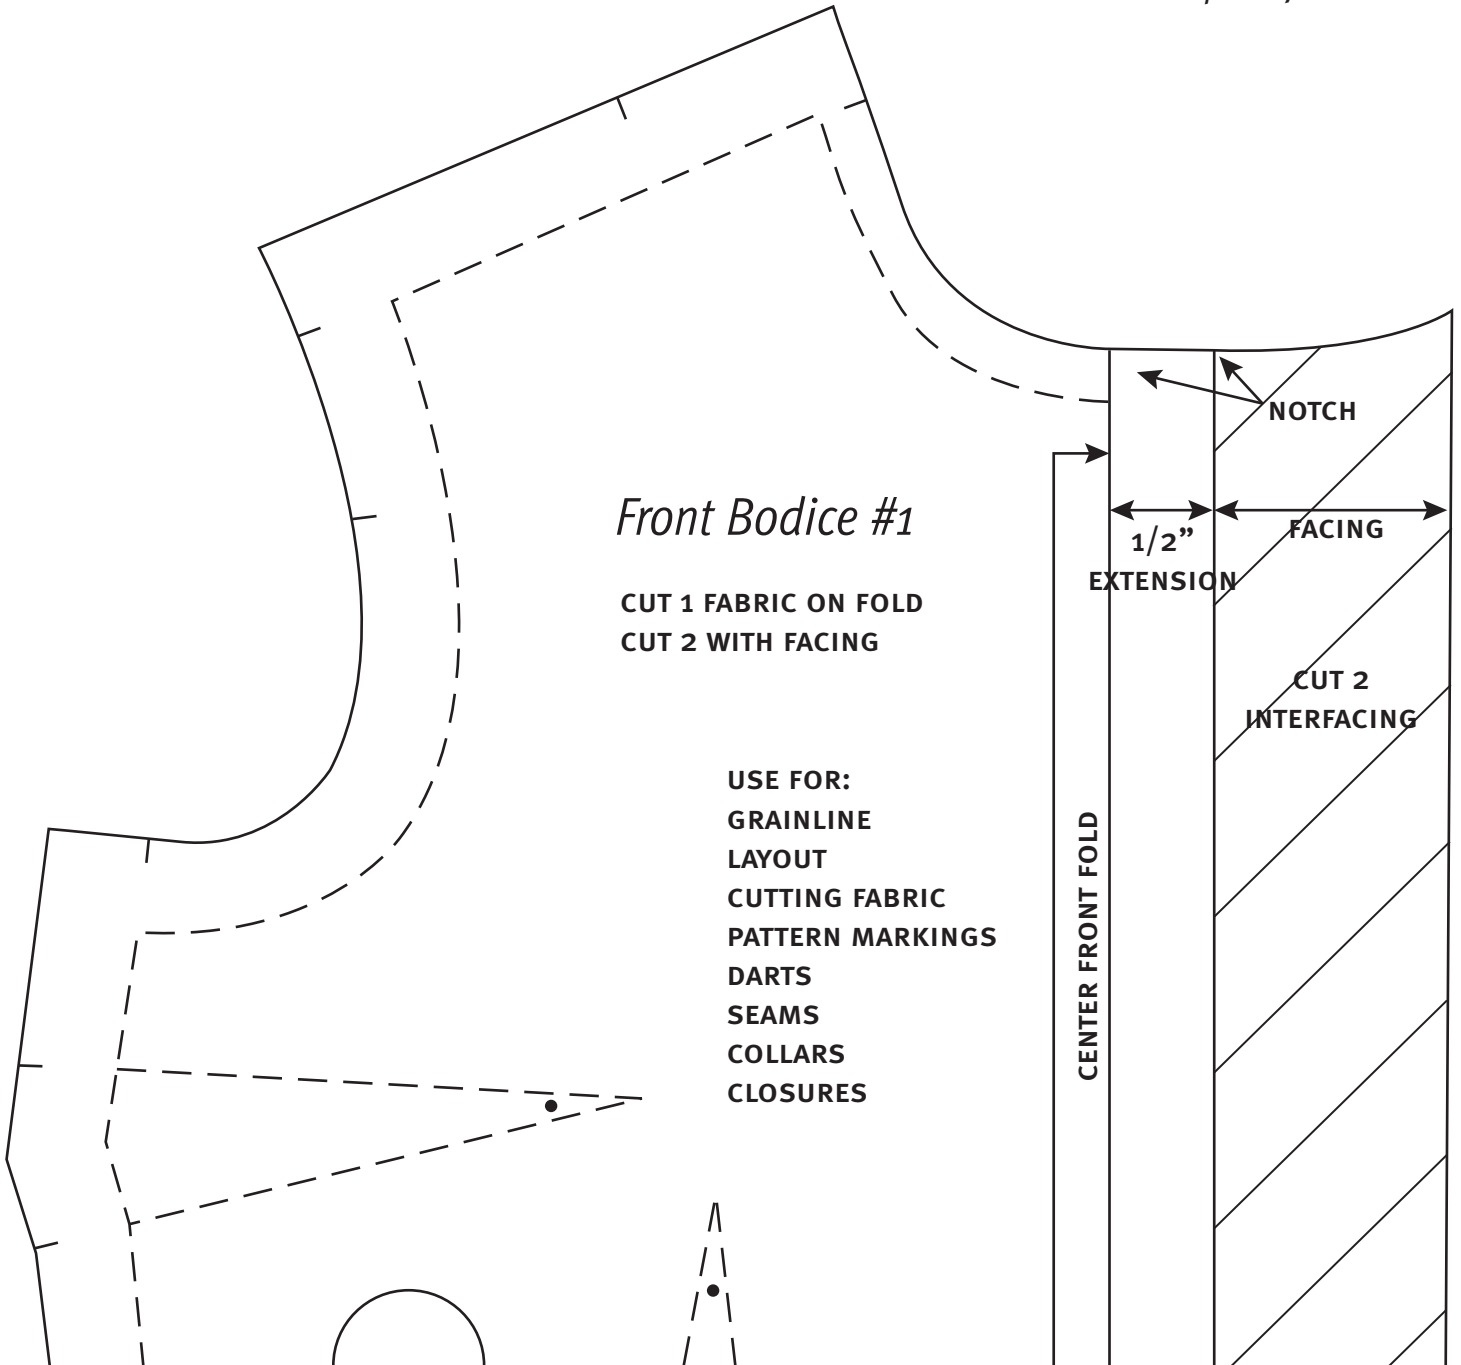 NOTCH
Front Bodice #1
1/2”
FACING
EXTENSION
CUT 1 FABRIC ON FOLD
CUT 2 WITH FACING
CUT 2
INTERFACING
USE FOR:
GRAINLINE
LAYOUT
CUTTING FABRIC
PATTERN MARKINGS
DARTS
SEAMS
COLLARS
CLOSURES
CENTER FRONT FOLD